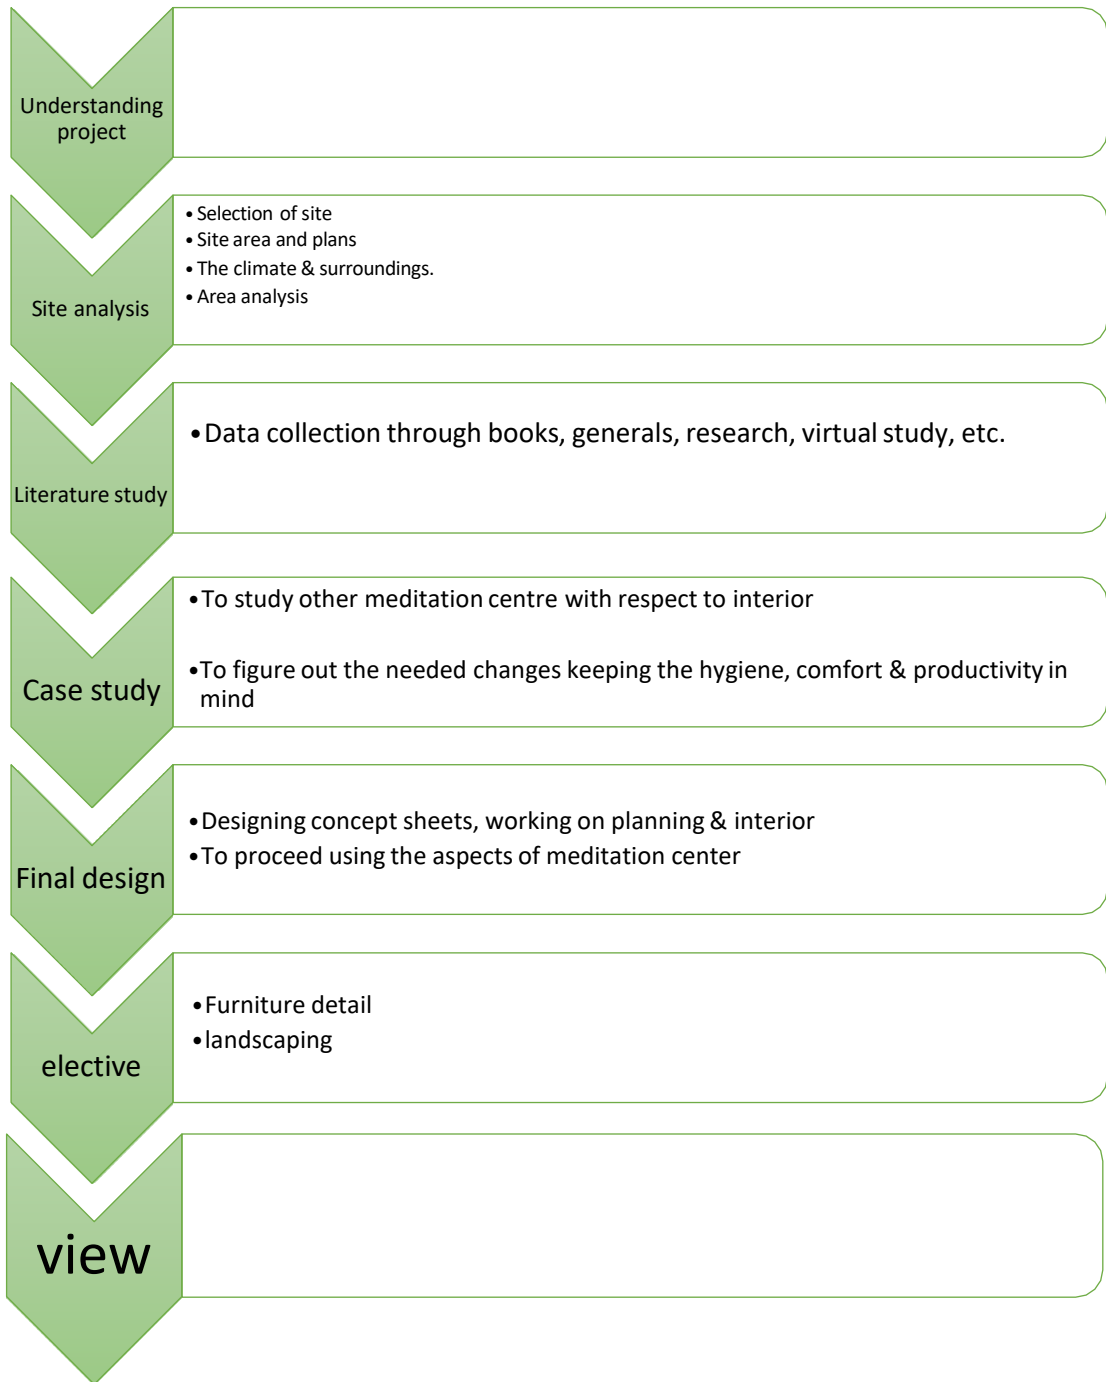 Understanding
project
• Selection of site
• Site area and plans
• The climate & surroundings.
• Area analysis
Site analysis
• Data collection through books, generals, research, virtual study, etc.
Literature study
• To study other meditation centre with respect to interior
• To figure out the needed changes keeping the hygiene, comfort & productivity in
mind
Case study
• Designing concept sheets, working on planning & interior
• To proceed using the aspects of meditation center
Final design
• Furniture detail
• landscaping
elective
view